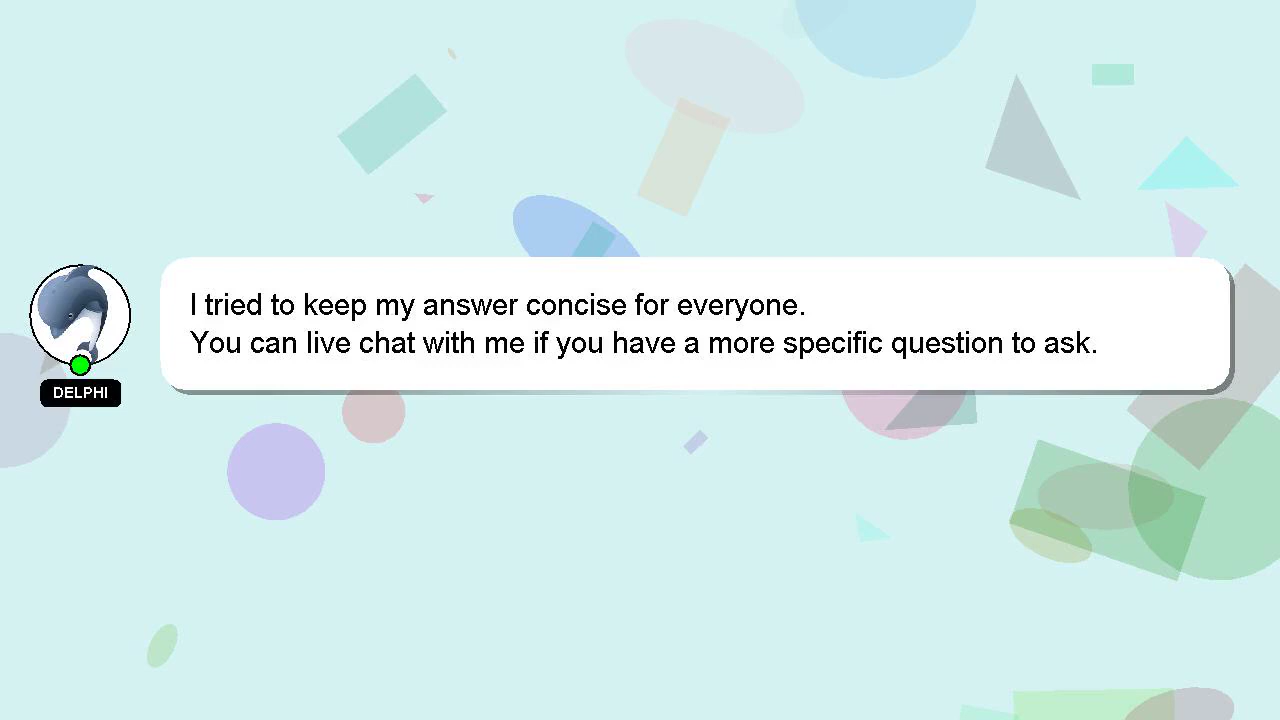 I tried to keep my answer concise for everyone.
You can live chat with me if you have a more specific question to ask.
DELPHI